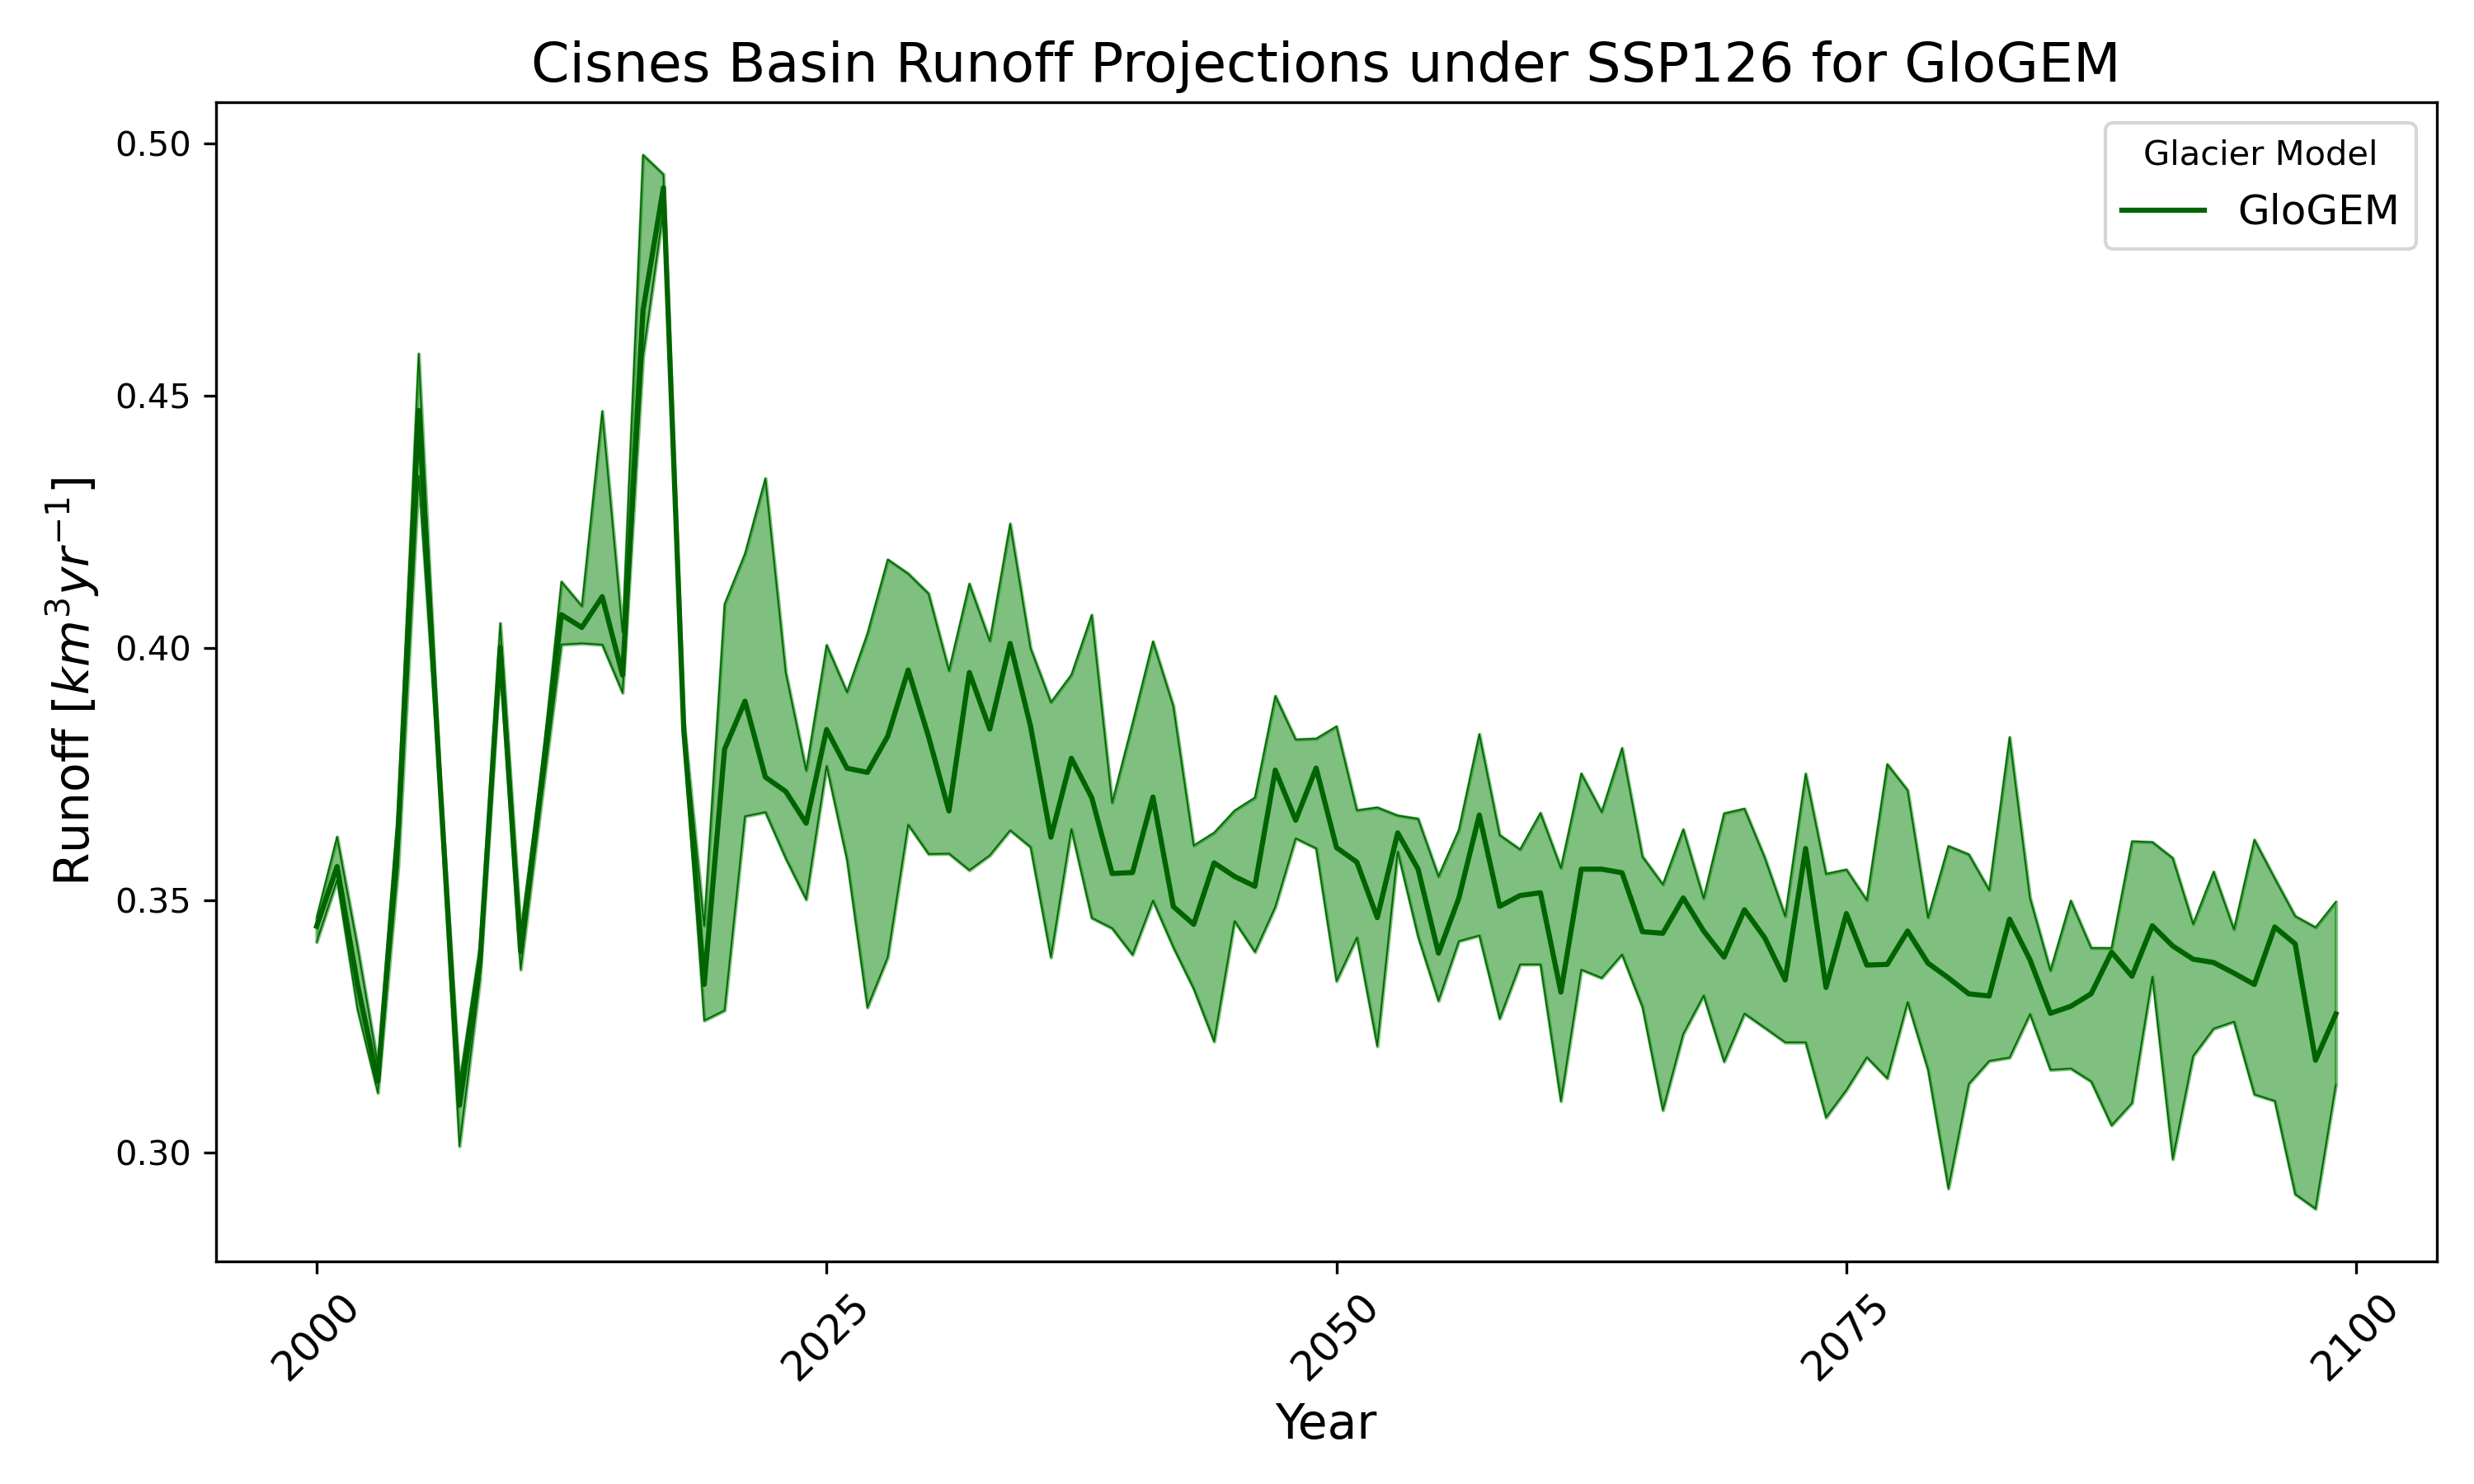 Cisnes Basin Runoff Projections under SSP126 for GloGEM
Glacier Model
GloGEM
Runoff [km³yr⁻¹]
0.50
0.45
0.40
0.35
0.30
2000
2025
2050
2075
2100
Year